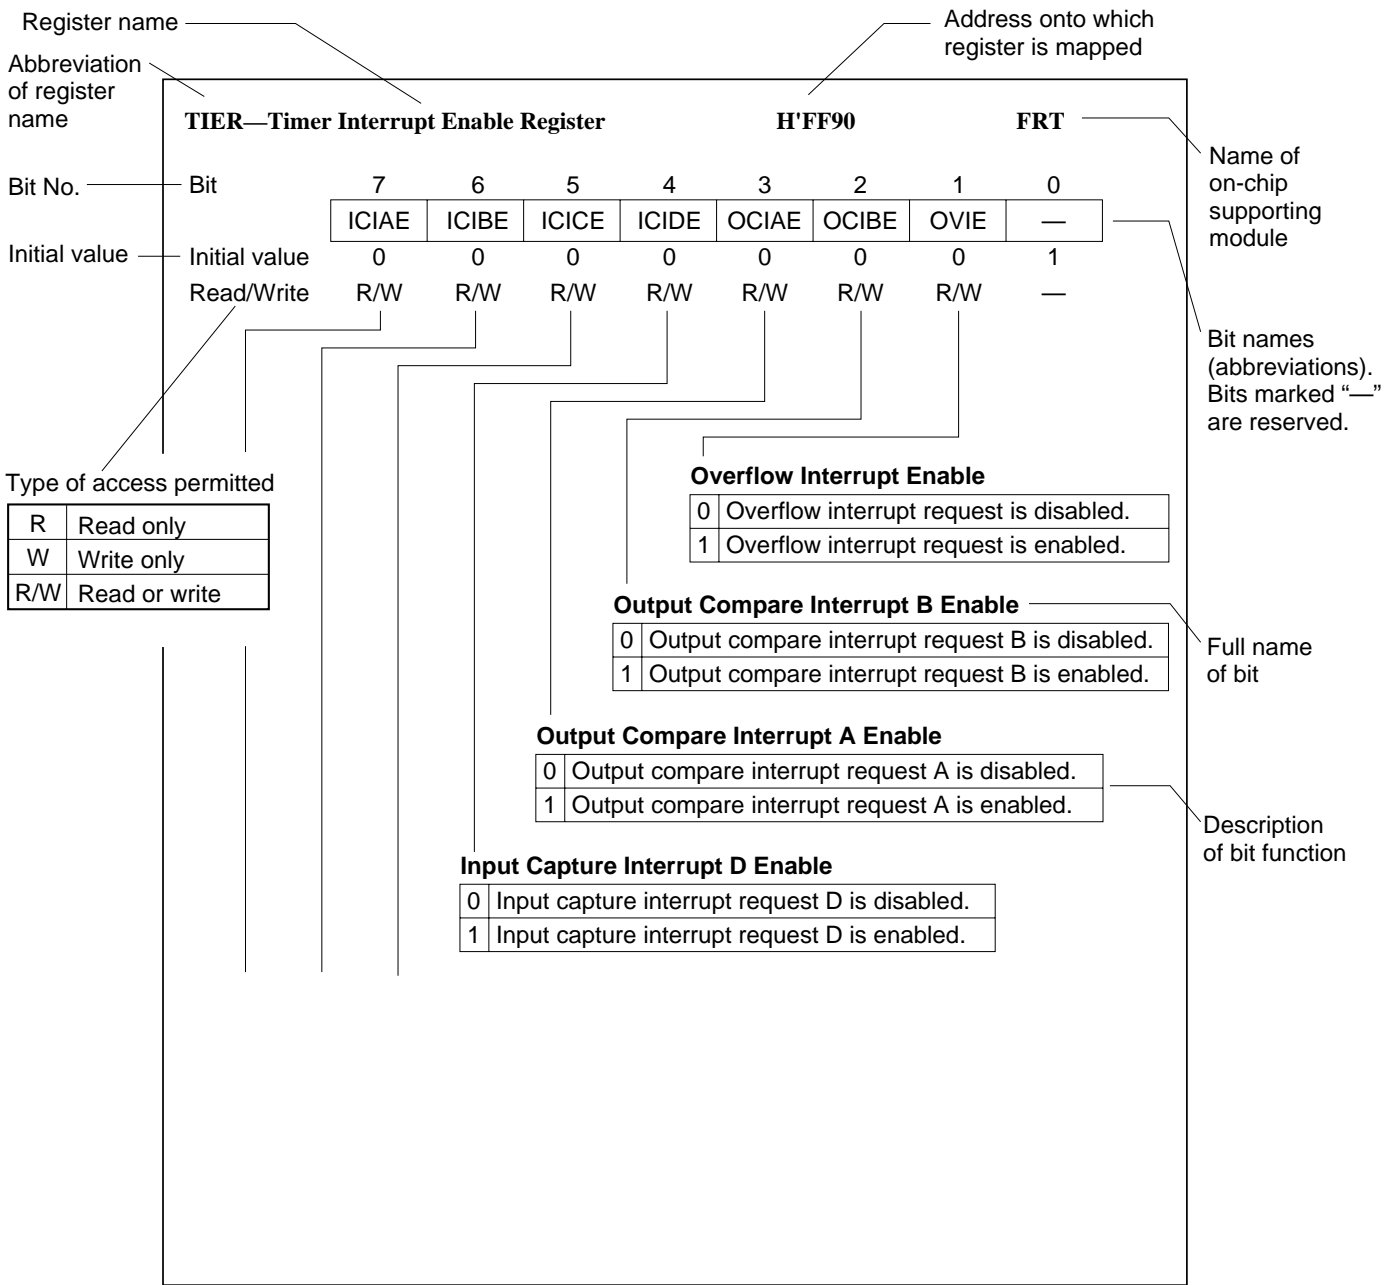 Register name
Address onto which
register is mapped
Abbreviation
of register
name
TIER—Timer Interrupt Enable Register H'FF90 FRT
Name of
on-chip
supporting
module
Bit No. Bit 7 6 5 4 3 2 1 0
ICIAE ICIBE ICICE ICIDE OCIAE OCIBE OVIE —
Initial value Initial value 0 0 0 0 0 0 0 1
Read/Write R/W R/W R/W R/W R/W R/W R/W —
Bit names
(abbreviations).
Bits marked “—”
are reserved.
Type of access permitted
R Read only
W Write only
R/W Read or write
Overflow Interrupt Enable
0 Overflow interrupt request is disabled.
1 Overflow interrupt request is enabled.
Output Compare Interrupt B Enable
0 Output compare interrupt request B is disabled.
1 Output compare interrupt request B is enabled.
Full name
of bit
Output Compare Interrupt A Enable
0 Output compare interrupt request A is disabled.
1 Output compare interrupt request A is enabled.
Description
of bit function
Input Capture Interrupt D Enable
0 Input capture interrupt request D is disabled.
1 Input capture interrupt request D is enabled.